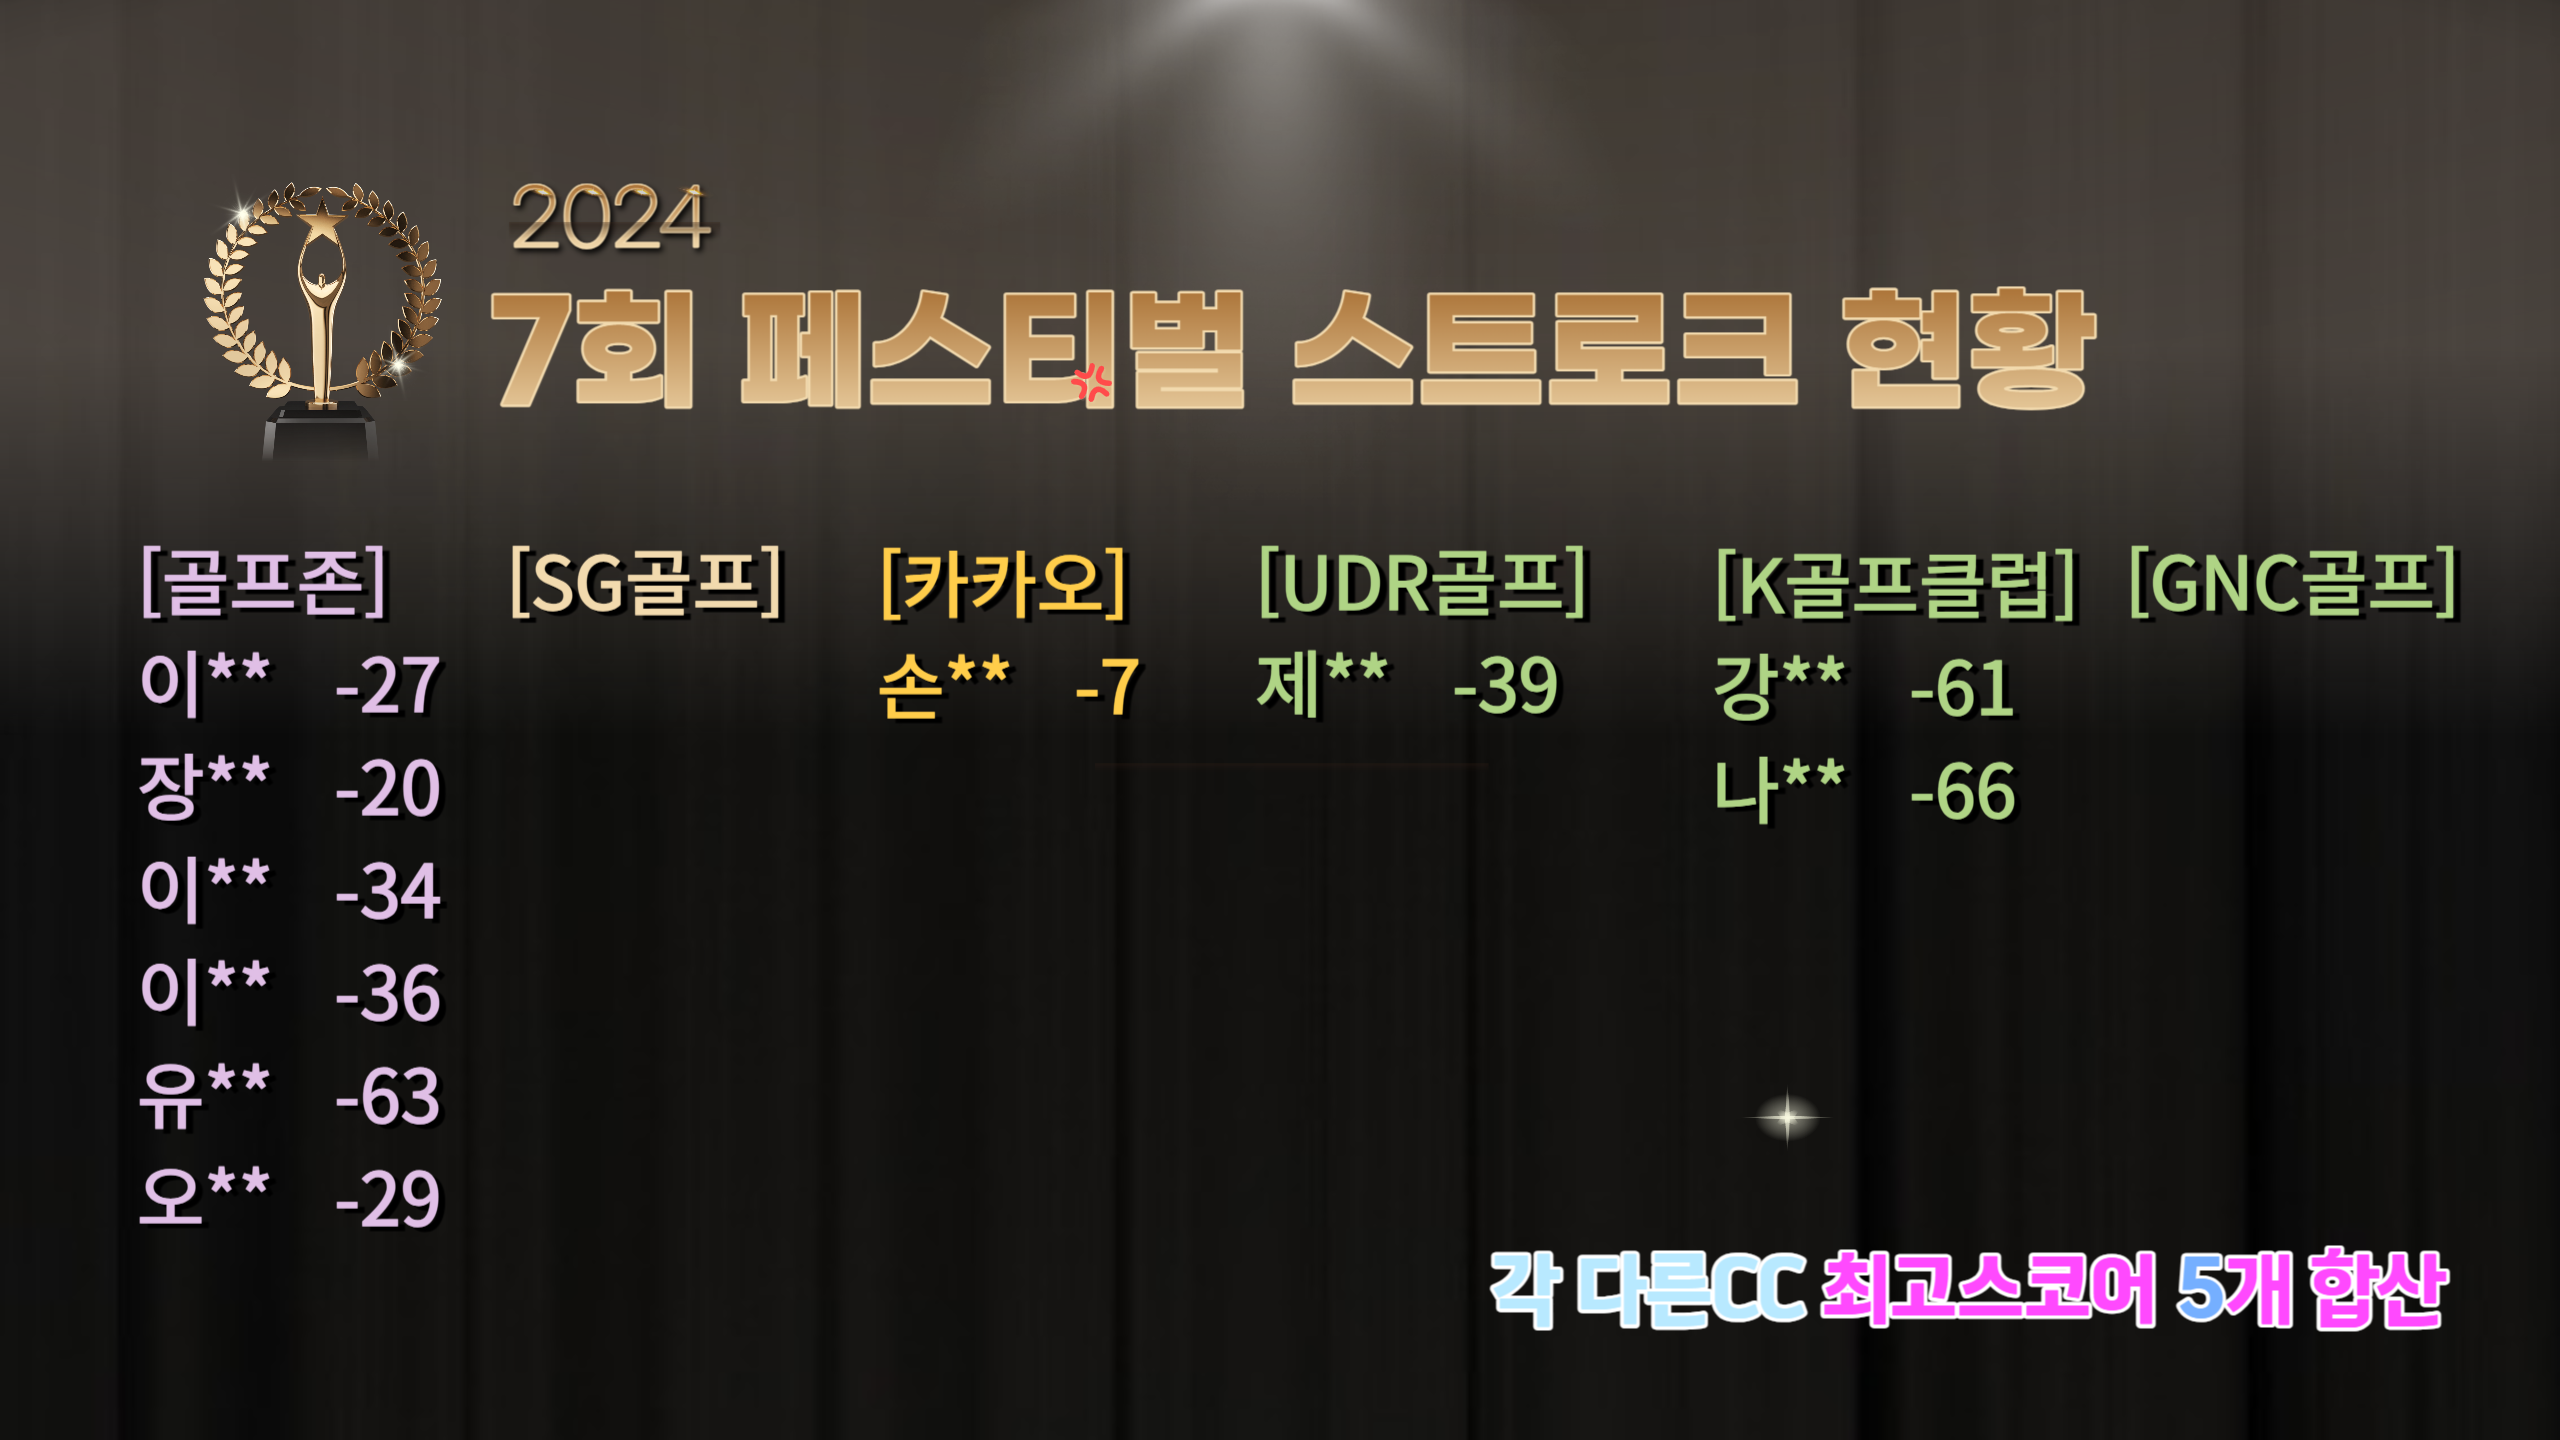 2024
7회 페스티벌 스트로크 현황
[골프존] [SG골프] [카카오] [UDR골프] [K골프클럽] [GNC골프]
이** -27 손** -7 제** -39 강** -61
장** -20 나** -66
이** -34
이** -36
유** -63
오** -29
각 다른CC 최고스코어 5개 합산